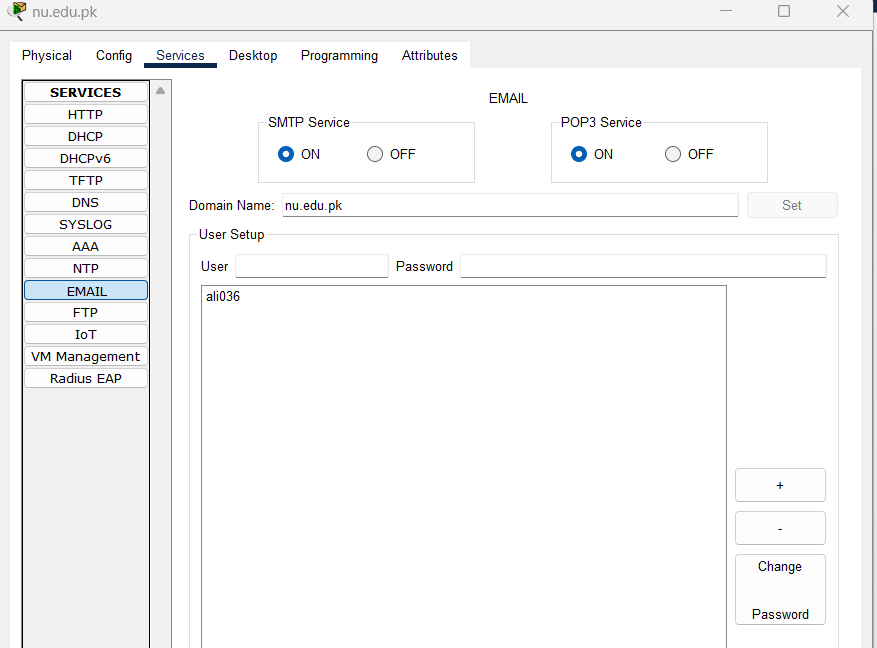 nu.edu.pk
Physical Config Services Desktop Programming Attributes
SERVICES
HTTP
DHCP
DHCPv6
TFTP
DNS
SYSLOG
AAA
NTP
EMAIL
FTP
IoT
VM Management
Radius EAP
EMAIL
SMTP Service
ON OFF
POP3 Service
ON OFF
Domain Name: nu.edu.pk Set
User Setup
User Password
ali036
+
-
Change
Password